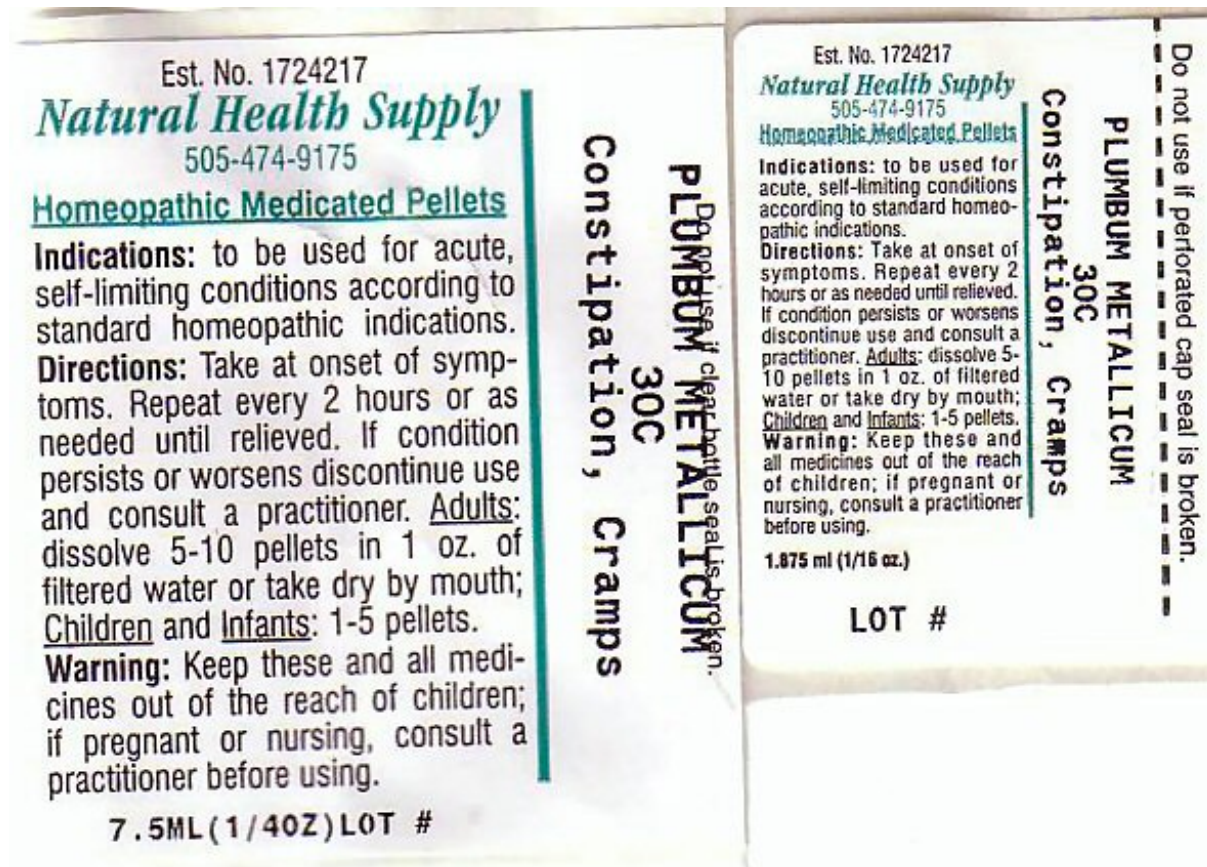 Est. No. 1724217
Natural Health Supply
505-474-9175
Homeopathic Medicated Pellets
Indications: to be used for acute,
self-limiting conditions according to
standard homeopathic indications.
Directions: Take at onset of symp-
toms. Repeat every 2 hours or as
needed until relieved. If condition
persists or worsens discontinue use
and consult a practitioner. Adults:
dissolve 5-10 pellets in 1 oz. of
filtered water or take dry by mouth;
Children and Infants: 1-5 pellets.
Warning: Keep these and all medi-
cines out of the reach of children;
if pregnant or nursing, consult a
practitioner before using.
7.5ML(1/4OZ)LOT #
Do not use if clear bottle seal is broken.
PLUMBUM METALLICUM
30C
Constipation, Cramps
Est. No. 1724217
Natural Health Supply
505-474-9175
Homeopathic Medicated Pellets
Indications: to be used for
acute, self-limiting conditions
according to standard homeo-
pathic indications.
Directions: Take at onset of
symptoms. Repeat every 2
hours or as needed until relieved.
If condition persists or worsens
discontinue use and consult a
practitioner. Adults: dissolve 5-
10 pellets in 1 oz. of filtered
water or take dry by mouth;
Children and Infants: 1-5 pellets.
Warning: Keep these and
all medicines out of the reach
of children; if pregnant or
nursing, consult a practitioner
before using.
1.875 ml (1/16 oz.)
LOT #
Do not use if perforated cap seal is broken.
PLUMBUM METALLICUM
30C
Constipation, Cramps